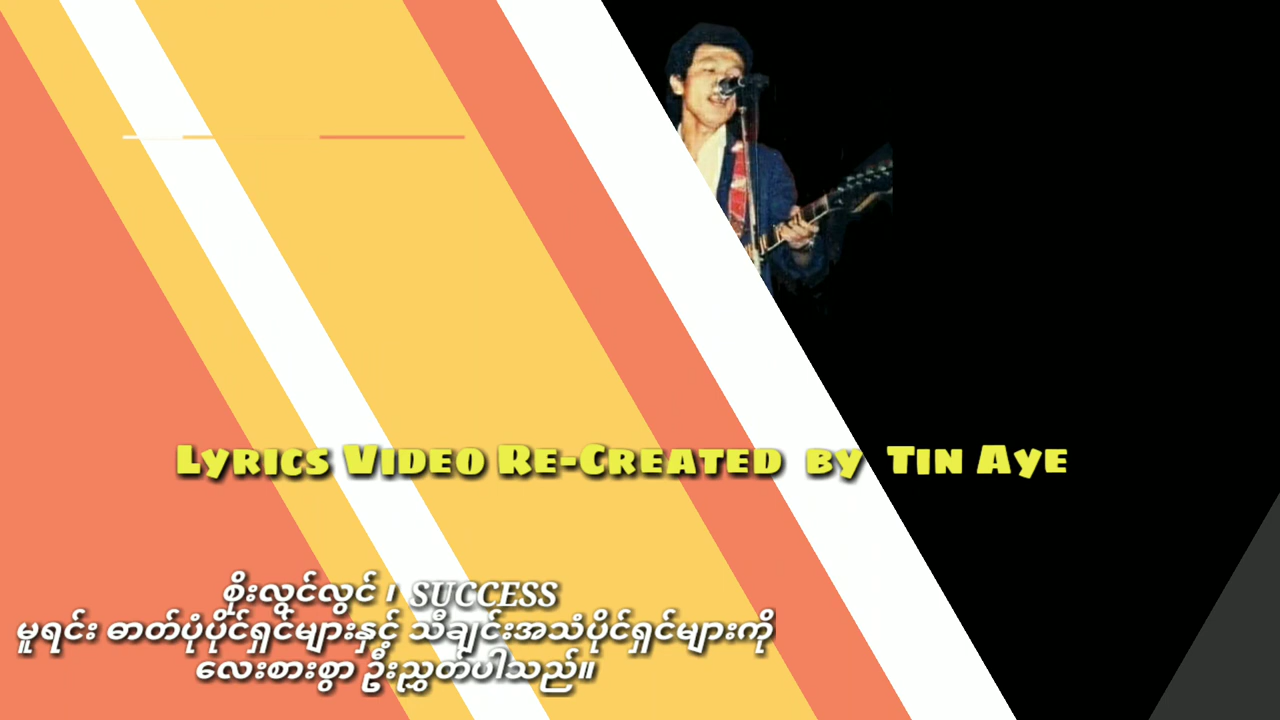 Lyrics Video Re-Created by Tin Aye
စိုးလွင်လွင် ၊ SUCCESS
မူရင်း ဓာတ်ပုံပိုင်ရှင်များနှင့် သီချင်းအသံပိုင်ရှင်များကို
လေးစားစွာ ဦးညွှတ်ပါသည်။